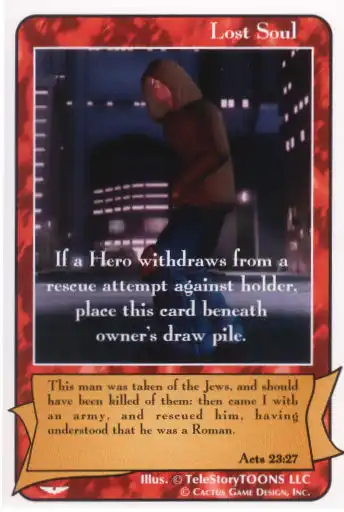 Lost Soul
If a Hero withdraws from a
rescue attempt against holder,
place this card beneath
owner's draw pile.
This man was taken of the Jews, and should
have been killed of them: then came I with
an army, and rescued him, having
understood that he was a Roman.
Acts 23:27
Illus. © TeleStoryTOONS LLC
© Cactus Game Design, Inc.